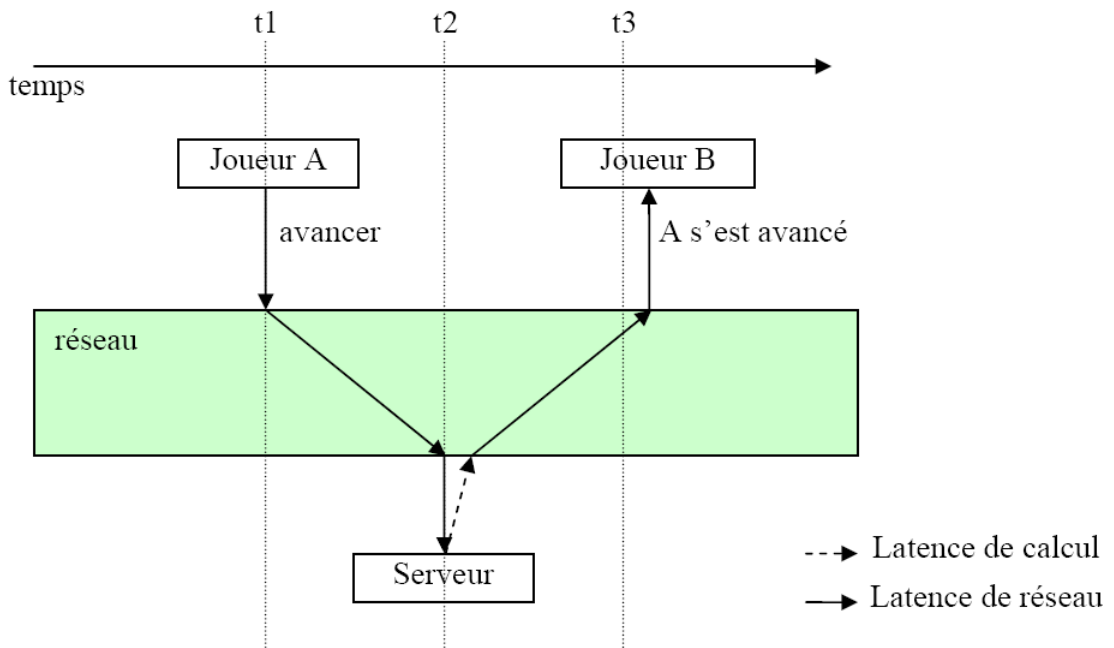 t1
t2
t3
temps
Joueur A
Joueur B
avancer
A s’est avancé
réseau
Serveur
Latence de calcul
Latence de réseau